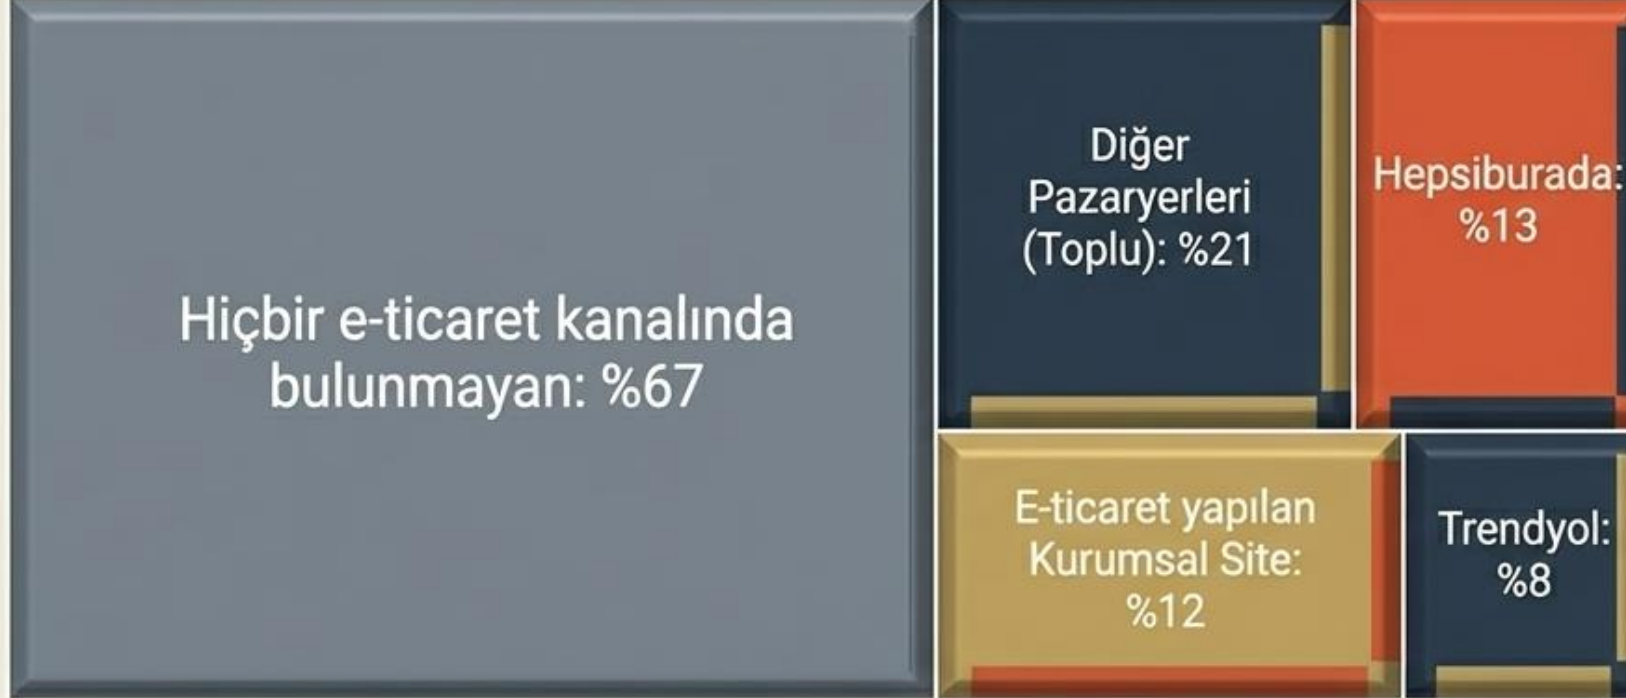 Hiçbir e-ticaret kanalında
bulunmayan: %67
Diğer
Pazaryerleri
(Toplu): %21
Hepsiburada:
%13
E-ticaret yapılan
Kurumsal Site:
%12
Trendyol:
%8